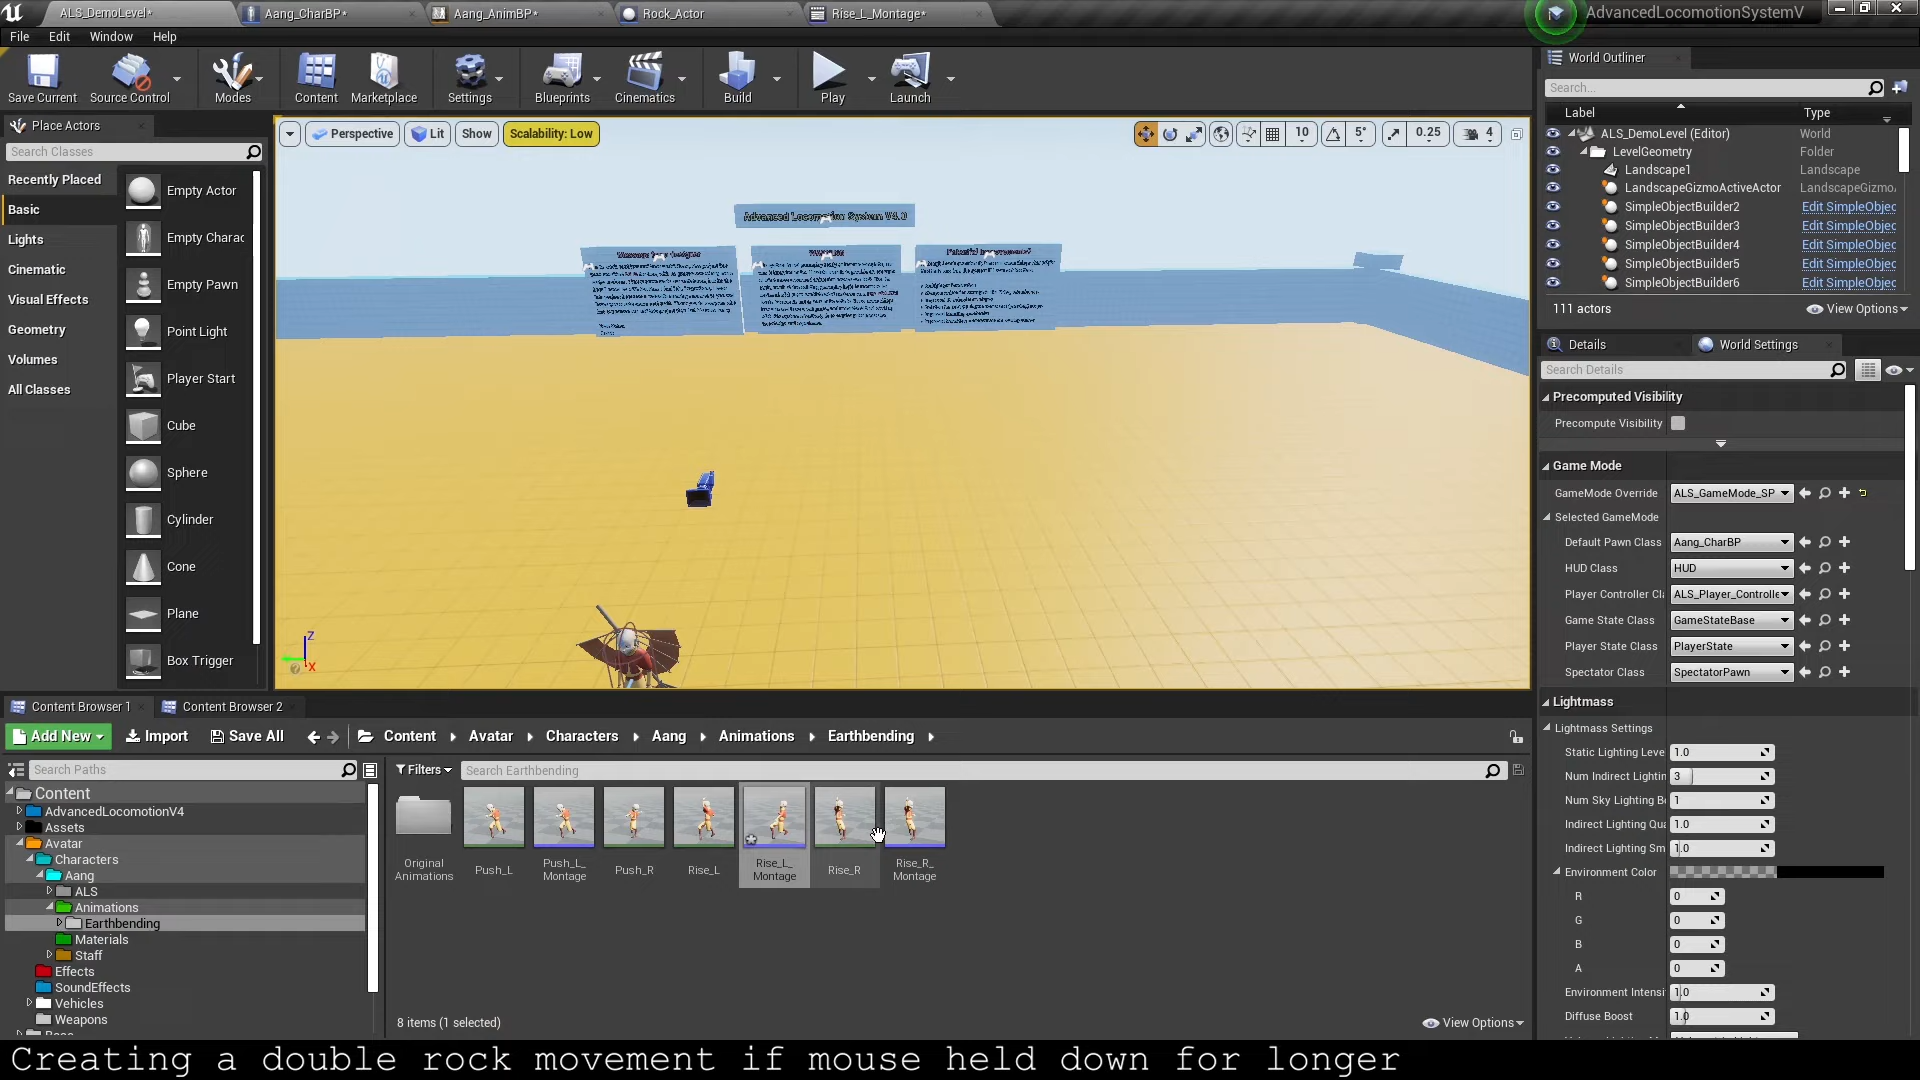 ALS_DemoLevel*
Aang_CharBP*
Aang_AnimBP*
Rock_Actor
Rise_L_Montage*
AdvancedLocomotionSystemV
File Edit Window Help
Save Current
Source Control
Modes
Content
Marketplace
Settings
Blueprints
Cinematics
Build
Play
Launch
Place Actors
Search Classes
Recently Placed
Basic
Lights
Cinematic
Visual Effects
Geometry
Volumes
All Classes
Empty Actor
Empty Charac
Empty Pawn
Point Light
Player Start
Cube
Sphere
Cylinder
Cone
Plane
Box Trigger
Perspective
Lit
Show
Scalability: Low
10
5°
0.25
4
Advanced Locomotion System V4.0
Z
X
World Outliner
Search...
Label Type
ALS_DemoLevel (Editor) World
LevelGeometry Folder
Landscape1 Landscape
LandscapeGizmoActiveActor LandscapeGizmo
SimpleObjectBuilder2 Edit SimpleObjec
SimpleObjectBuilder3 Edit SimpleObjec
SimpleObjectBuilder4 Edit SimpleObjec
SimpleObjectBuilder5 Edit SimpleObjec
SimpleObjectBuilder6 Edit SimpleObjec
111 actors
View Options
Details
World Settings
Search Details
Precomputed Visibility
Precompute Visibility
Game Mode
GameMode Override ALS_GameMode_SP
Selected GameMode
Default Pawn Class Aang_CharBP
HUD Class HUD
Player Controller Cl ALS_Player_Controlle
Game State Class GameStateBase
Player State Class PlayerState
Spectator Class SpectatorPawn
Lightmass
Lightmass Settings
Static Lighting Leve 1.0
Num Indirect Lightin 3
Num Sky Lighting B 1
Indirect Lighting Qua 1.0
Indirect Lighting Sm 1.0
Environment Color
R 0
G 0
B 0
A 0
Environment Intensi 1.0
Diffuse Boost 1.0
Content Browser 1
Content Browser 2
Add New
Import
Save All
Content
Avatar
Characters
Aang
Animations
Earthbending
Search Paths
Filters
Search Earthbending
Content
AdvancedLocomotionV4
Assets
Avatar
Characters
Aang
ALS
Animations
Earthbending
Materials
Staff
Effects
SoundEffects
Vehicles
Weapons
Original Animations
Push_L
Push_L_ Montage
Push_R
Rise_L
Rise_L_ Montage
Rise_R
Rise_R_ Montage
8 items (1 selected)
View Options
Creating a double rock movement if mouse held down for longer